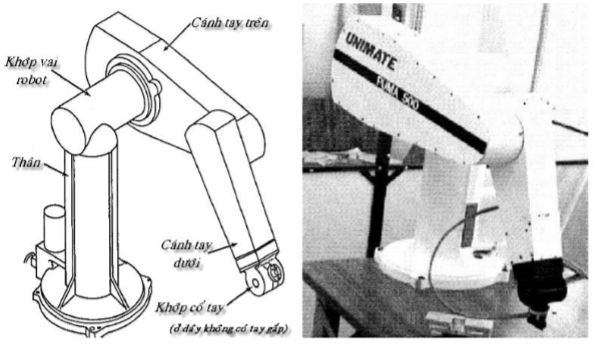 Cánh tay trên
Khớp vai
robot
Thân
Cánh tay
dưới
Khớp cổ tay
(ở đây không có tay gắp)
UNIMATE
PUMA 500